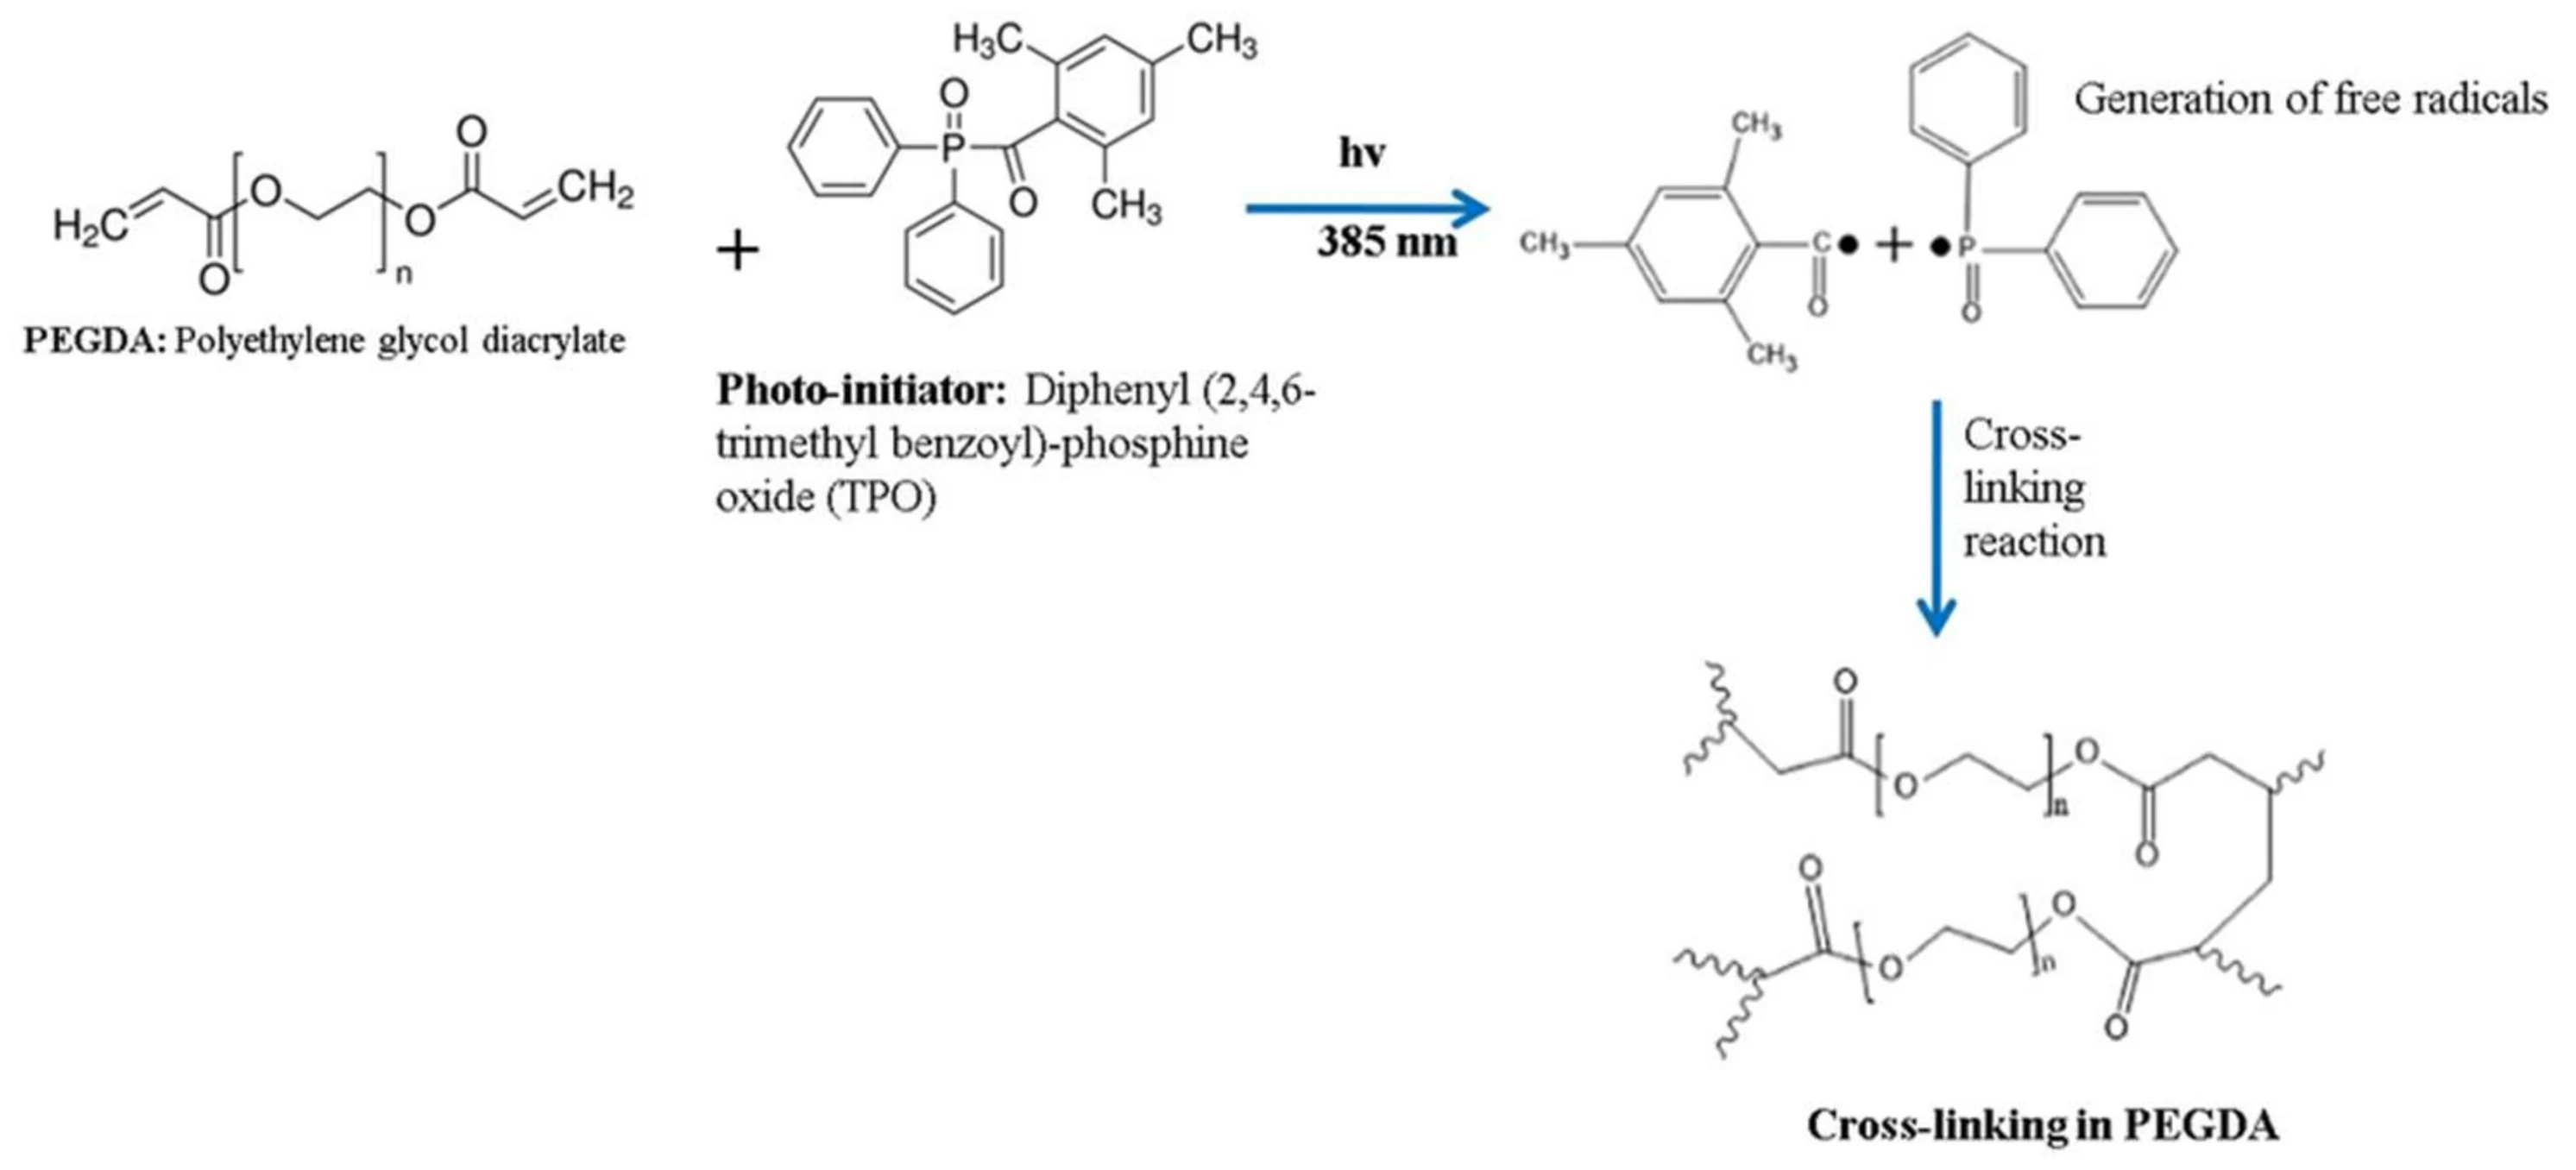 H₃C
CH₃
O
P
O
CH₃
H₂C
O
O
n
O
O
CH₂
PEGDA: Polyethylene glycol diacrylate
+
Photo-initiator: Diphenyl (2,4,6-
trimethyl benzoyl)-phosphine
oxide (TPO)
hv
385 nm
CH₃
CH₃
C
O
CH₃
+
P
O
Generation of free radicals
Cross-
linking
reaction
O
O
n
O
O
O
O
n
O
O
Cross-linking in PEGDA